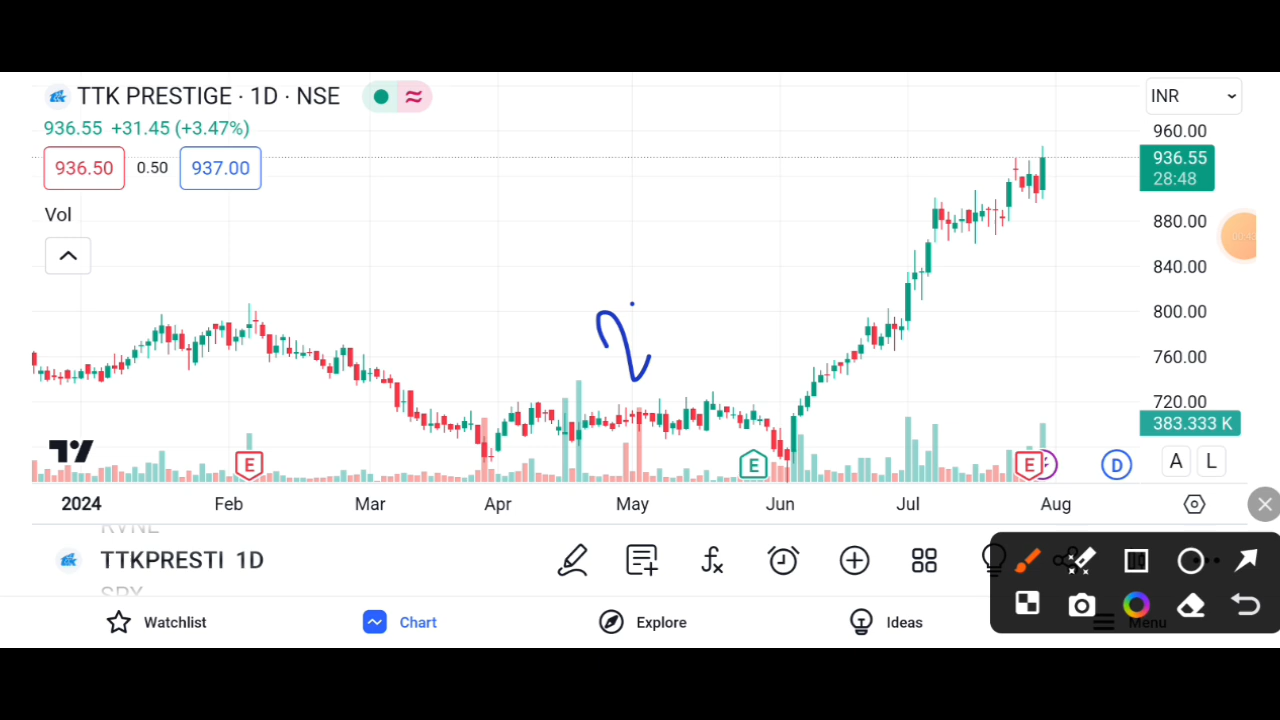 TTK PRESTIGE · 1D · NSE
936.55 +31.45 (+3.47%)
936.50 0.50 937.00
Vol
INR
960.00
936.55
28:48
880.00
840.00
800.00
760.00
720.00
383.333 K
E E E D
A L
2024 Feb Mar Apr May Jun Jul Aug
RVNE
TTKPRESTI 1D
SPY
Watchlist Chart Explore Ideas Menu